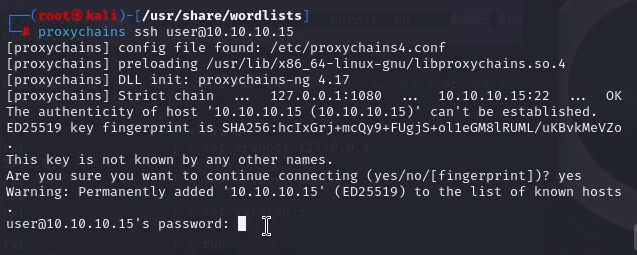 ┌──(root㉿kali)-[/usr/share/wordlists]
└─# proxychains ssh user@10.10.10.15
[proxychains] config file found: /etc/proxychains4.conf
[proxychains] preloading /usr/lib/x86_64-linux-gnu/libproxychains.so.4
[proxychains] DLL init: proxychains-ng 4.17
[proxychains] Strict chain  ...  127.0.0.1:1080  ...  10.10.10.15:22  ...  OK
The authenticity of host '10.10.10.15 (10.10.10.15)' can't be established.
ED25519 key fingerprint is SHA256:hcIxGrj+mcQy9+FUgjS+ol1eGM8lRUML/uKBvkMeVZo
.
This key is not known by any other names.
Are you sure you want to continue connecting (yes/no/[fingerprint])? yes
Warning: Permanently added '10.10.10.15' (ED25519) to the list of known hosts
.
user@10.10.10.15's password: